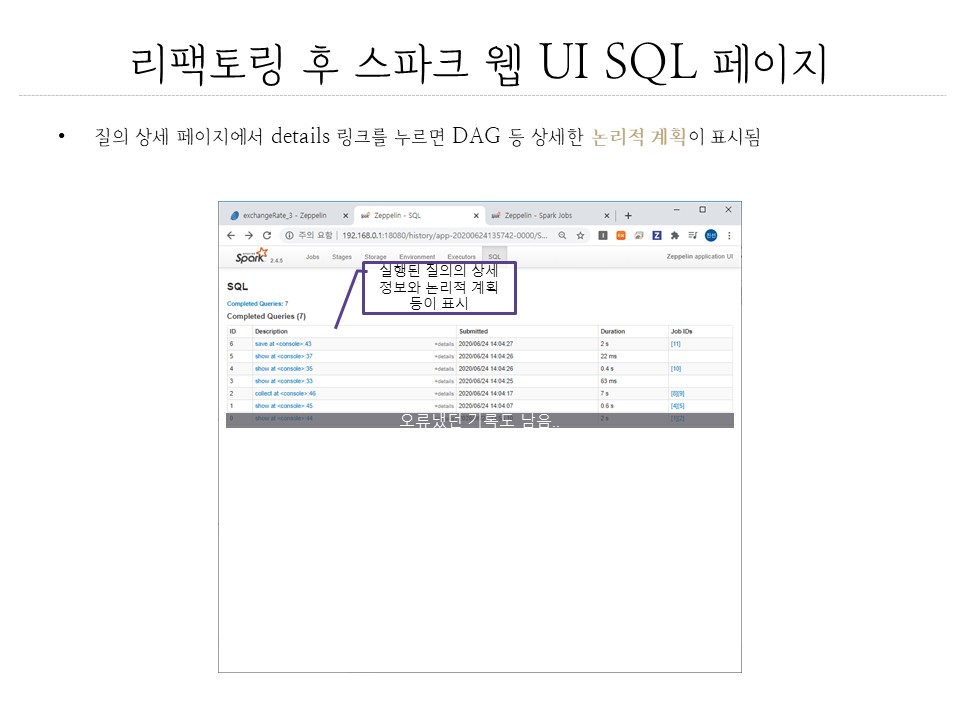 리팩토링 후 스파크 웹 UI SQL 페이지
• 질의 상세 페이지에서 details 링크를 누르면 DAG 등 상세한 논리적 계획이 표시됨
exchangeRate_3 - Zeppelin
Zeppelin - SQL
Zeppelin - Spark Jobs
주의 요함 | 192.168.0.1:18080/history/app-20200624135742-0000/S...
Spark 2.4.5 Jobs Stages Storage Environment Executors SQL Zeppelin application UI
실행된 질의의 상세
정보와 논리적 계획
등이 표시
SQL
Completed Queries: 7
Completed Queries (7)
ID Description Submitted Duration Job IDs
6 save at <console>:43 +details 2020/06/24 14:04:27 2 s [11]
5 show at <console>:37 +details 2020/06/24 14:04:26 22 ms
4 show at <console>:35 +details 2020/06/24 14:04:26 0.4 s [10]
3 show at <console>:33 +details 2020/06/24 14:04:25 63 ms
2 collect at <console>:46 +details 2020/06/24 14:04:17 7 s [8][9]
1 show at <console>:45 +details 2020/06/24 14:04:07 0.6 s [4][5]
오류냈던 기록도 남음..